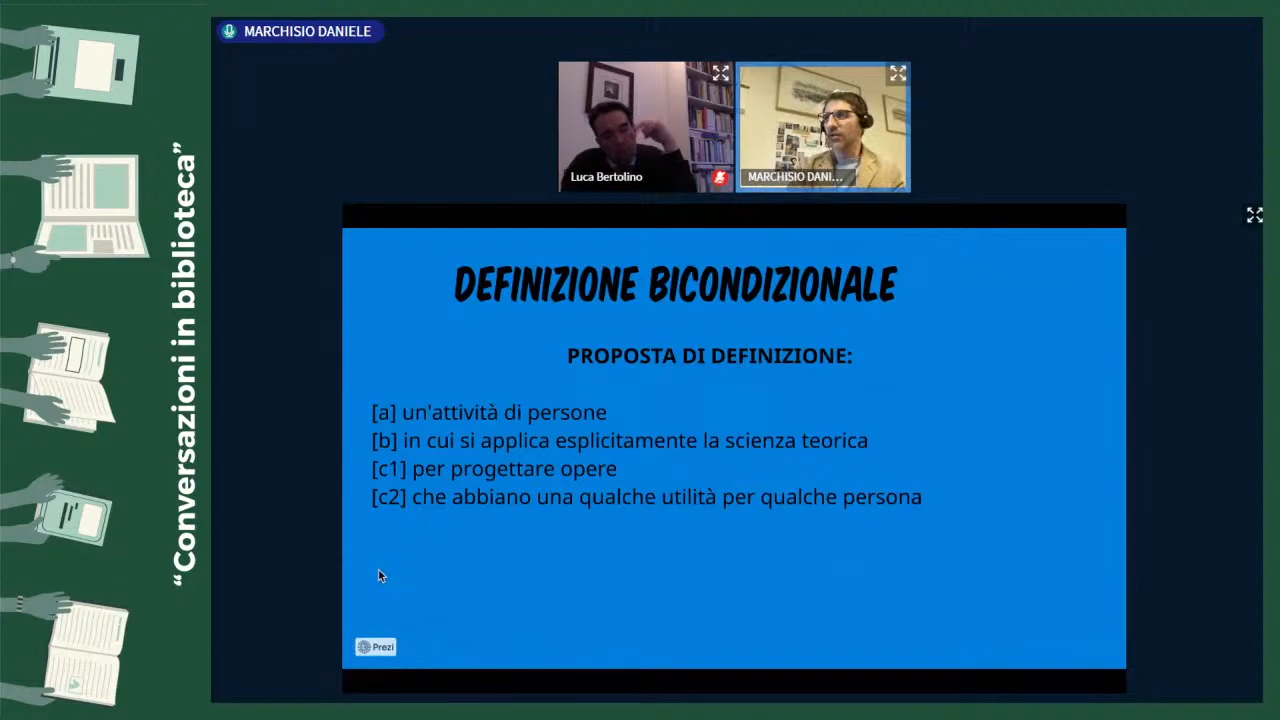 “Conversazioni in biblioteca”
MARCHISIO DANIELE
Luca Bertolino
MARCHISIO DANI...
DEFINIZIONE BICONDIZIONALE
PROPOSTA DI DEFINIZIONE:
[a] un'attività di persone
[b] in cui si applica esplicitamente la scienza teorica
[c1] per progettare opere
[c2] che abbiano una qualche utilità per qualche persona
Prezi